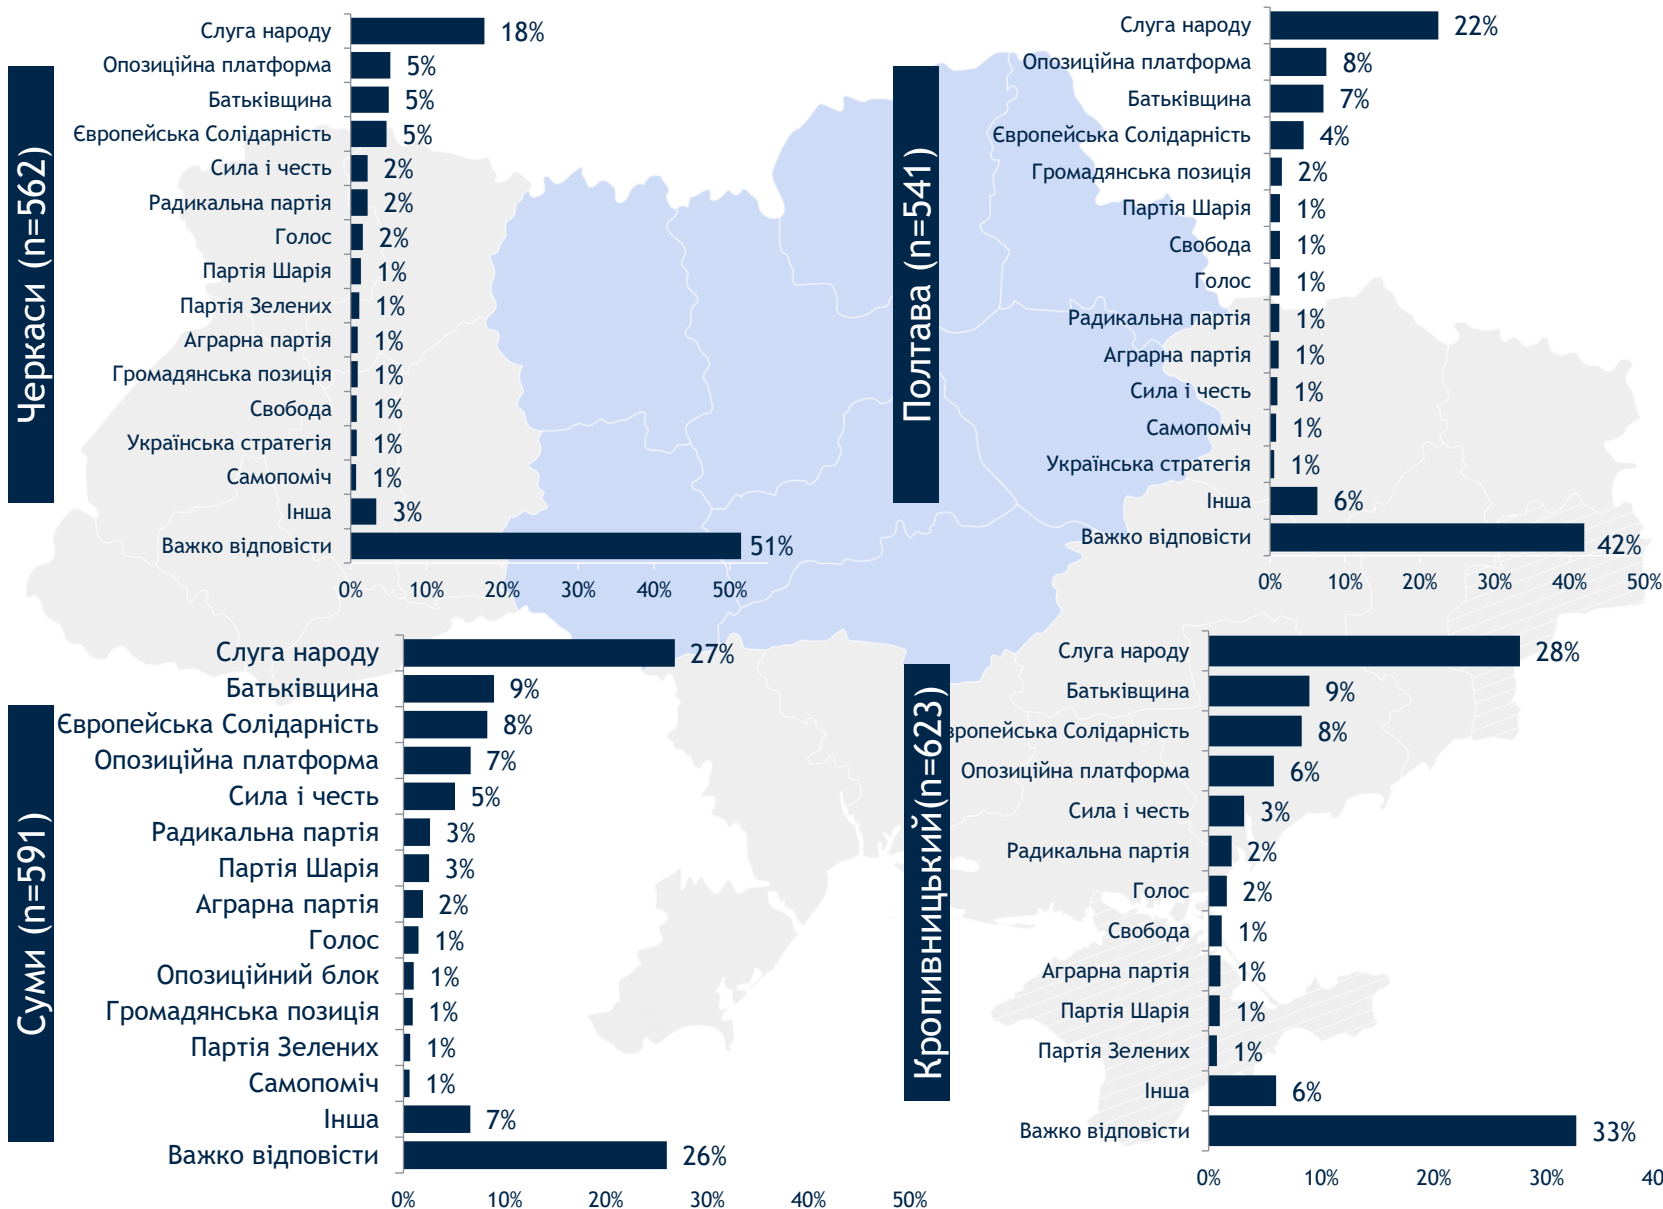 Черкаси (n=562)
Слуга народу 18%
Опозиційна платформа 5%
Батьківщина 5%
Європейська Солідарність 5%
Сила і честь 2%
Радикальна партія 2%
Голос 2%
Партія Шарія 1%
Партія Зелених 1%
Аграрна партія 1%
Громадянська позиція 1%
Свобода 1%
Українська стратегія 1%
Самопоміч 1%
Інша 3%
Важко відповісти 51%
0% 10% 20% 30% 40% 50%
Полтава (n=541)
Слуга народу 22%
Опозиційна платформа 8%
Батьківщина 7%
Європейська Солідарність 4%
Громадянська позиція 2%
Партія Шарія 1%
Свобода 1%
Голос 1%
Радикальна партія 1%
Аграрна партія 1%
Сила і честь 1%
Самопоміч 1%
Українська стратегія 1%
Інша 6%
Важко відповісти 42%
0% 10% 20% 30% 40% 50%
Суми (n=591)
Слуга народу 27%
Батьківщина 9%
Європейська Солідарність 8%
Опозиційна платформа 7%
Сила і честь 5%
Радикальна партія 3%
Партія Шарія 3%
Аграрна партія 2%
Голос 1%
Опозиційний блок 1%
Громадянська позиція 1%
Партія Зелених 1%
Самопоміч 1%
Інша 7%
Важко відповісти 26%
0% 10% 20% 30% 40% 50%
Кропивницький(n=623)
Слуга народу 28%
Батьківщина 9%
вропейська Солідарність 8%
Опозиційна платформа 6%
Сила і честь 3%
Радикальна партія 2%
Голос 2%
Свобода 1%
Аграрна партія 1%
Партія Шарія 1%
Партія Зелених 1%
Інша 6%
Важко відповісти 33%
0% 10% 20% 30% 40